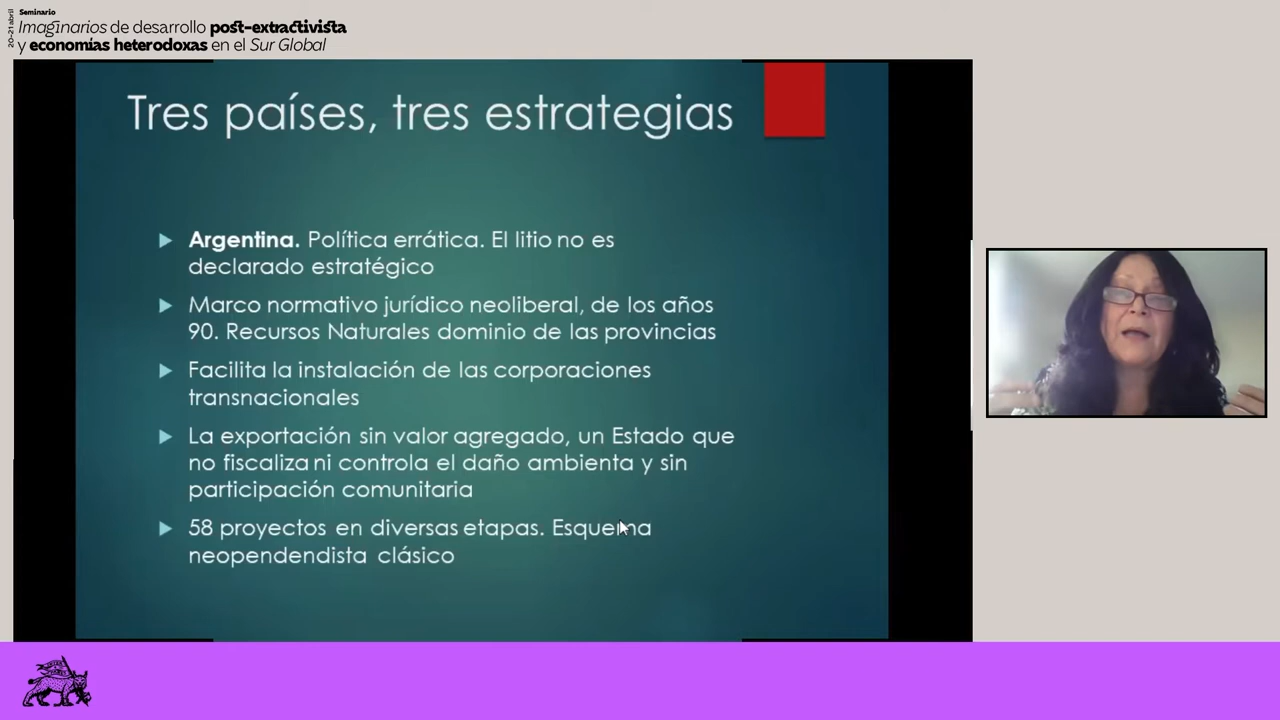 20-21 abril
Seminario
Imaginarios de desarrollo post-extractivista
y economías heterodoxas en el Sur Global
Tres países, tres estrategias
Argentina. Política errática. El litio no es
declarado estratégico
Marco normativo jurídico neoliberal, de los años
90. Recursos Naturales dominio de las provincias
Facilita la instalación de las corporaciones
transnacionales
La exportación sin valor agregado, un Estado que
no fiscaliza ni controla el daño ambienta y sin
participación comunitaria
58 proyectos en diversas etapas. Esquema
neopendendista clásico